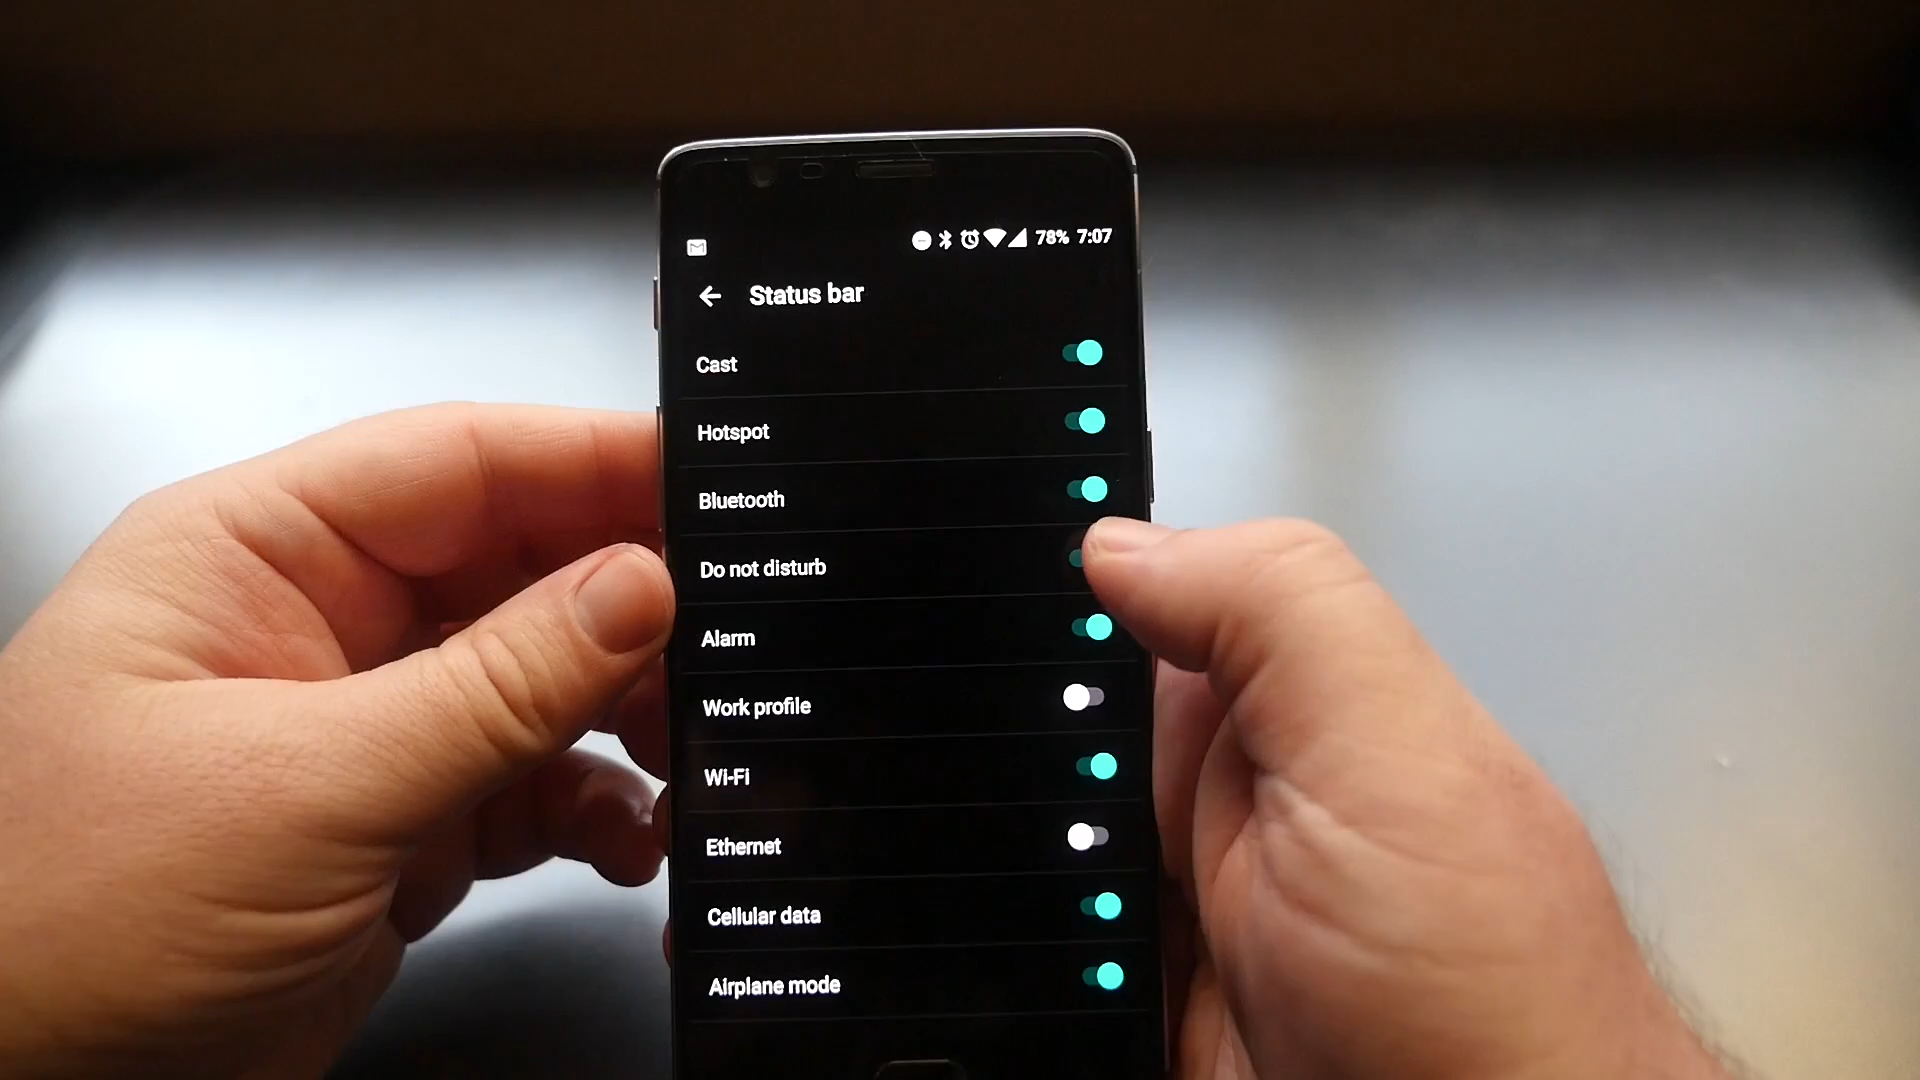 78% 7:07
Status bar
Cast
Hotspot
Bluetooth
Do not disturb
Alarm
Work profile
Wi-Fi
Ethernet
Cellular data
Airplane mode